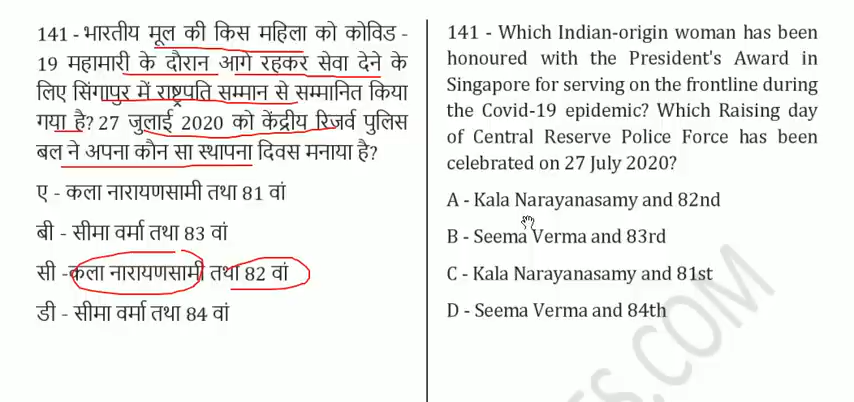 141 - भारतीय मूल की किस महिला को कोविड -
19 महामारी के दौरान आगे रहकर सेवा देने के
लिए सिंगापुर में राष्ट्रपति सम्मान से सम्मानित किया
गया है? 27 जुलाई 2020 को केंद्रीय रिजर्व पुलिस
बल ने अपना कौन सा स्थापना दिवस मनाया है?
ए - कला नारायणसामी तथा 81 वां
बी - सीमा वर्मा तथा 83 वां
सी -कला नारायणसामी तथा 82 वां
डी - सीमा वर्मा तथा 84 वां
141 - Which Indian-origin woman has been
honoured with the President's Award in
Singapore for serving on the frontline during
the Covid-19 epidemic? Which Raising day
of Central Reserve Police Force has been
celebrated on 27 July 2020?
A - Kala Narayanasamy and 82nd
B - Seema Verma and 83rd
C - Kala Narayanasamy and 81st
D - Seema Verma and 84th